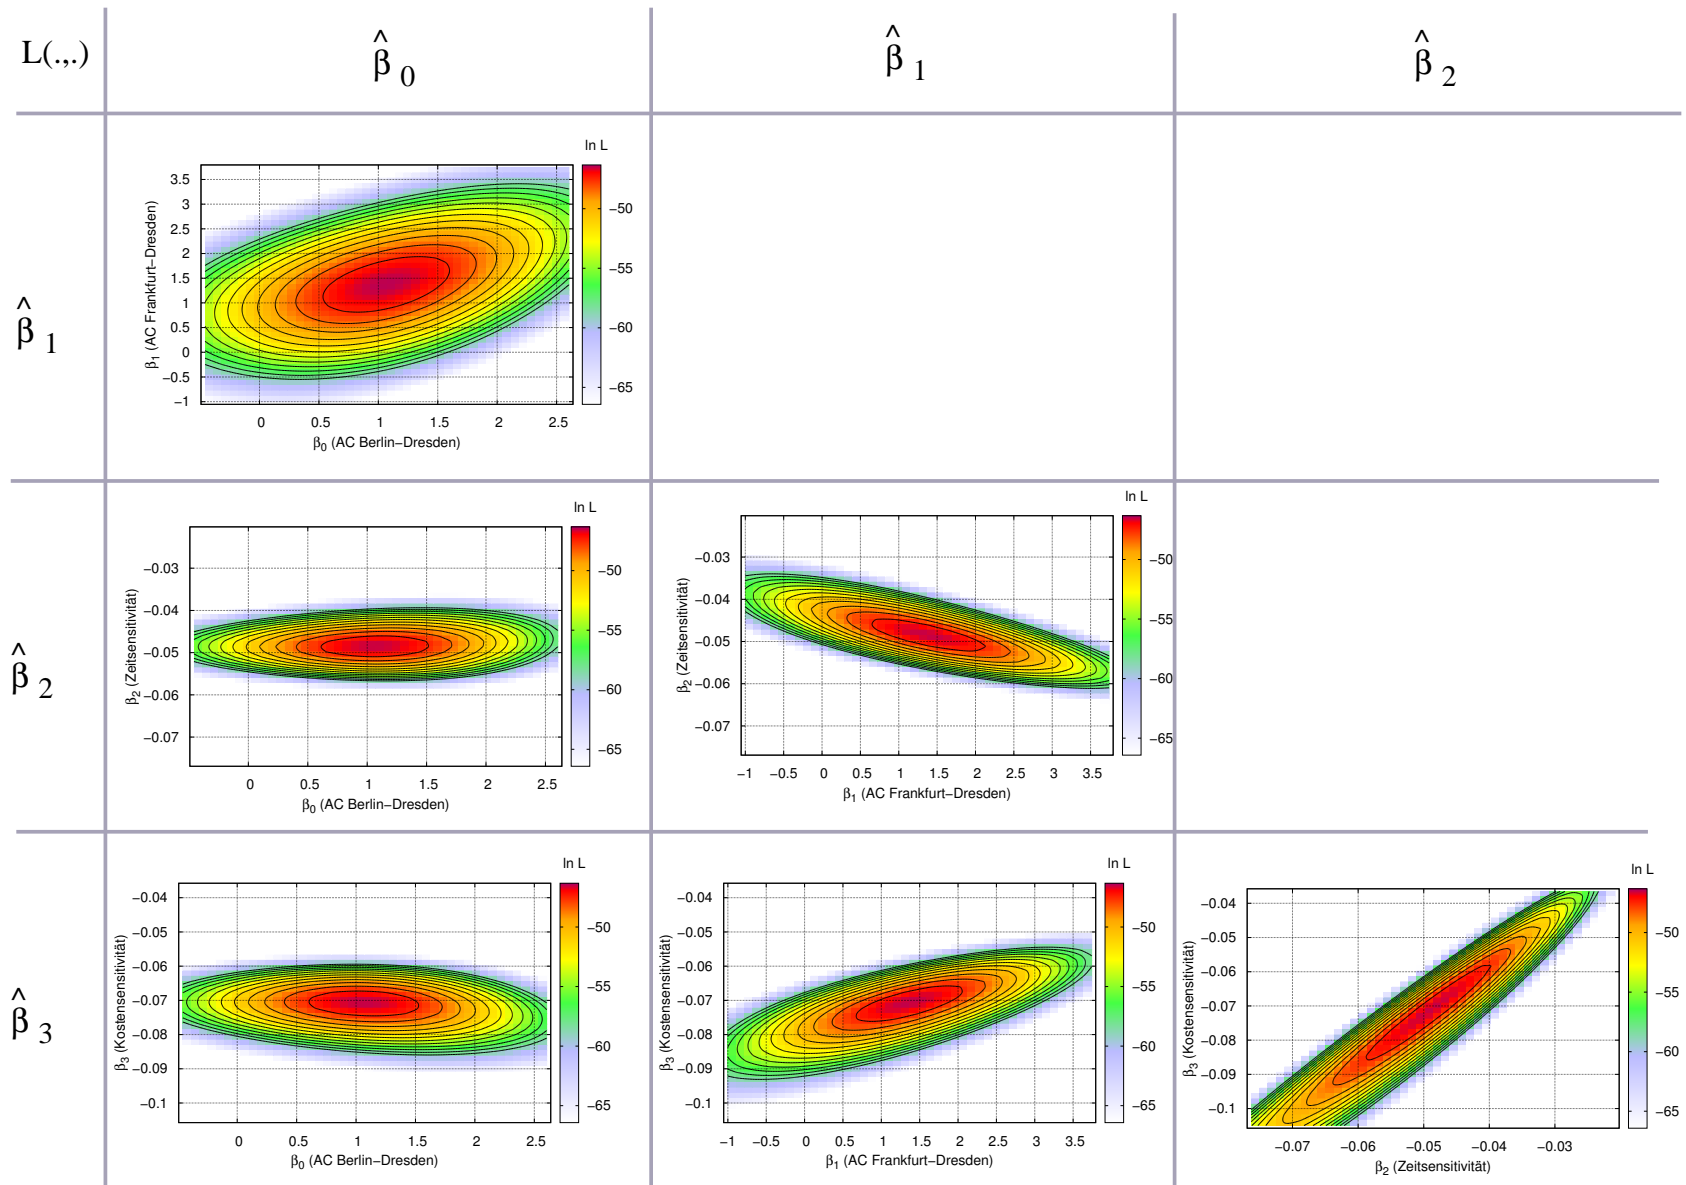 L(.,.)
β̂ 0
β̂ 1
β̂ 2
β̂ 1
ln L
3.5
3
2.5
2
1.5
1
0.5
0
−0.5
−1
β1 (AC Frankfurt−Dresden)
0 0.5 1 1.5 2 2.5
β0 (AC Berlin−Dresden)
−50
−55
−60
−65
β̂ 2
ln L
−0.03
−0.04
−0.05
−0.06
−0.07
β2 (Zeitsensitivität)
0 0.5 1 1.5 2 2.5
β0 (AC Berlin−Dresden)
−50
−55
−60
−65
ln L
−0.03
−0.04
−0.05
−0.06
−0.07
β2 (Zeitsensitivität)
−1 −0.5 0 0.5 1 1.5 2 2.5 3 3.5
β1 (AC Frankfurt−Dresden)
−50
−55
−60
−65
β̂ 3
ln L
−0.04
−0.05
−0.06
−0.07
−0.08
−0.09
−0.1
β3 (Kostensensitivität)
0 0.5 1 1.5 2 2.5
β0 (AC Berlin−Dresden)
−50
−55
−60
−65
ln L
−0.04
−0.05
−0.06
−0.07
−0.08
−0.09
−0.1
β3 (Kostensensitivität)
−1 −0.5 0 0.5 1 1.5 2 2.5 3 3.5
β1 (AC Frankfurt−Dresden)
−50
−55
−60
−65
ln L
−0.04
−0.05
−0.06
−0.07
−0.08
−0.09
−0.1
β3 (Kostensensitivität)
−0.07 −0.06 −0.05 −0.04 −0.03
β2 (Zeitsensitivität)
−50
−55
−60
−65